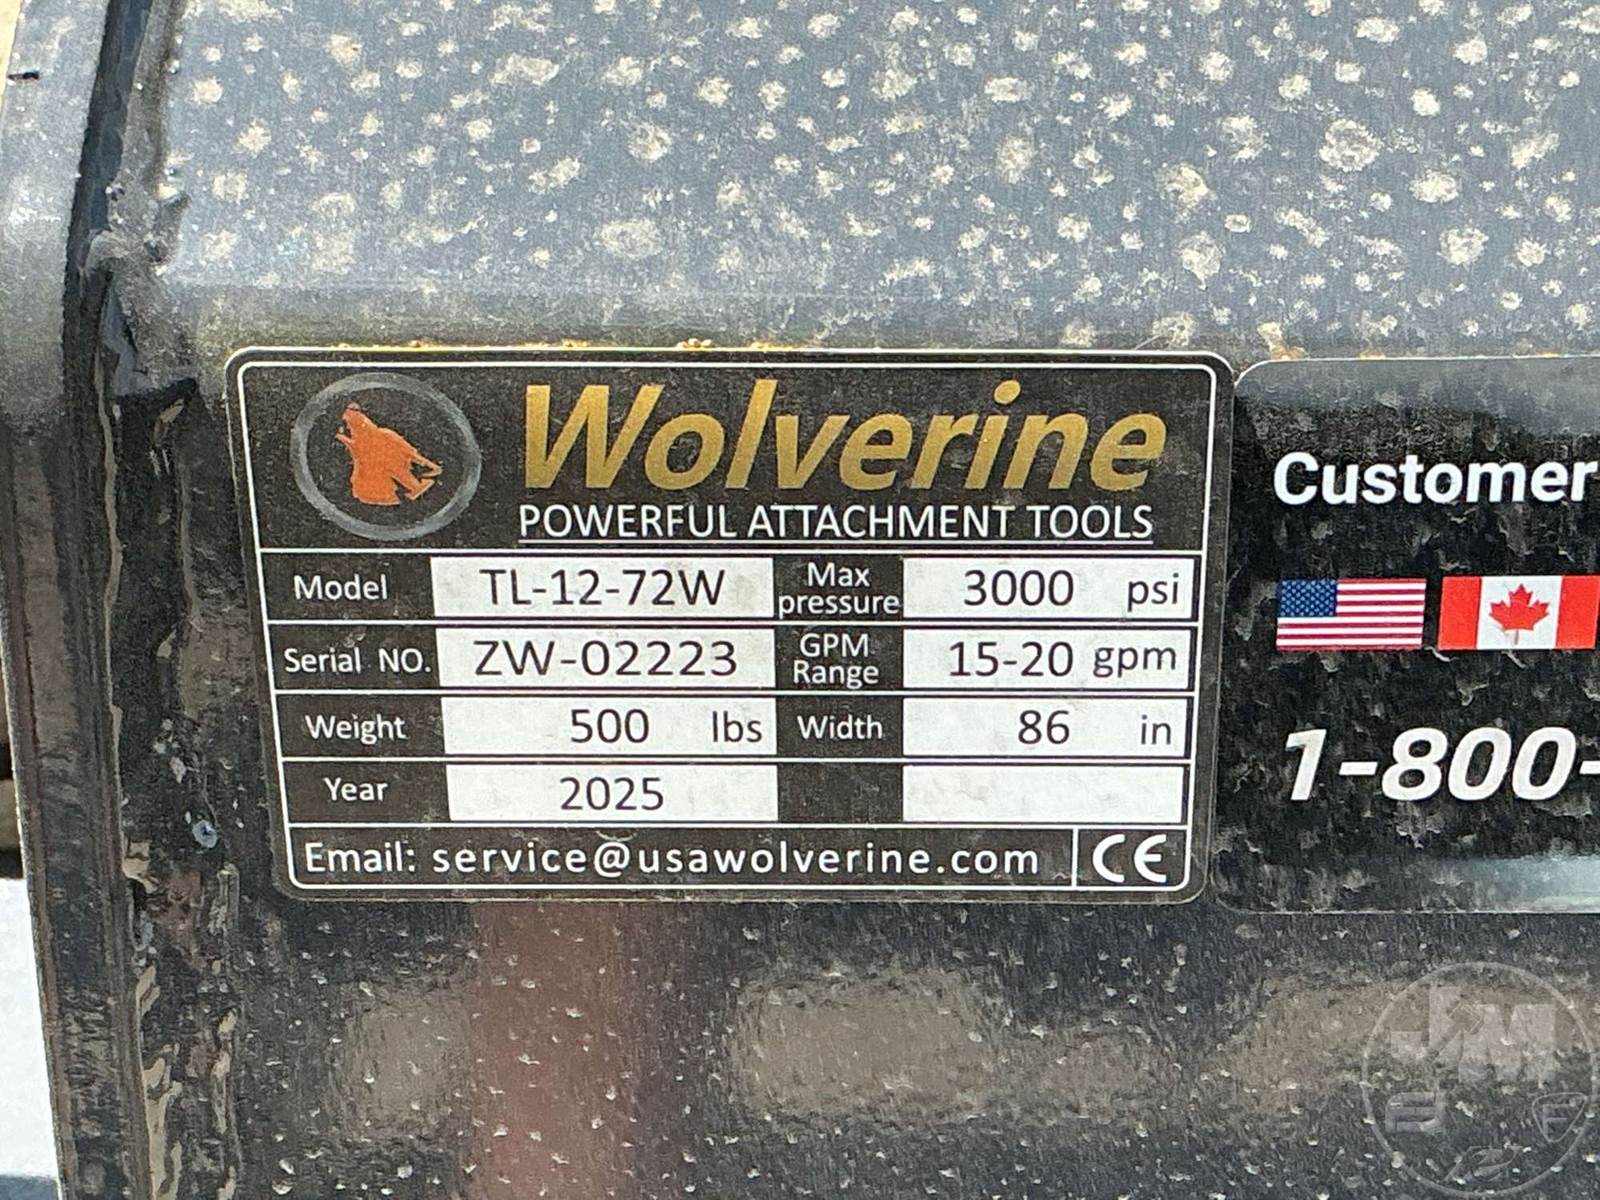 Wolverine
POWERFUL ATTACHMENT TOOLS
Model TL-12-72W Max pressure 3000 psi
Serial NO. ZW-02223 GPM Range 15-20 gpm
Weight 500 lbs Width 86 in
Year 2025
Email: service@usawolverine.com CE
Customer
1-800-
JM